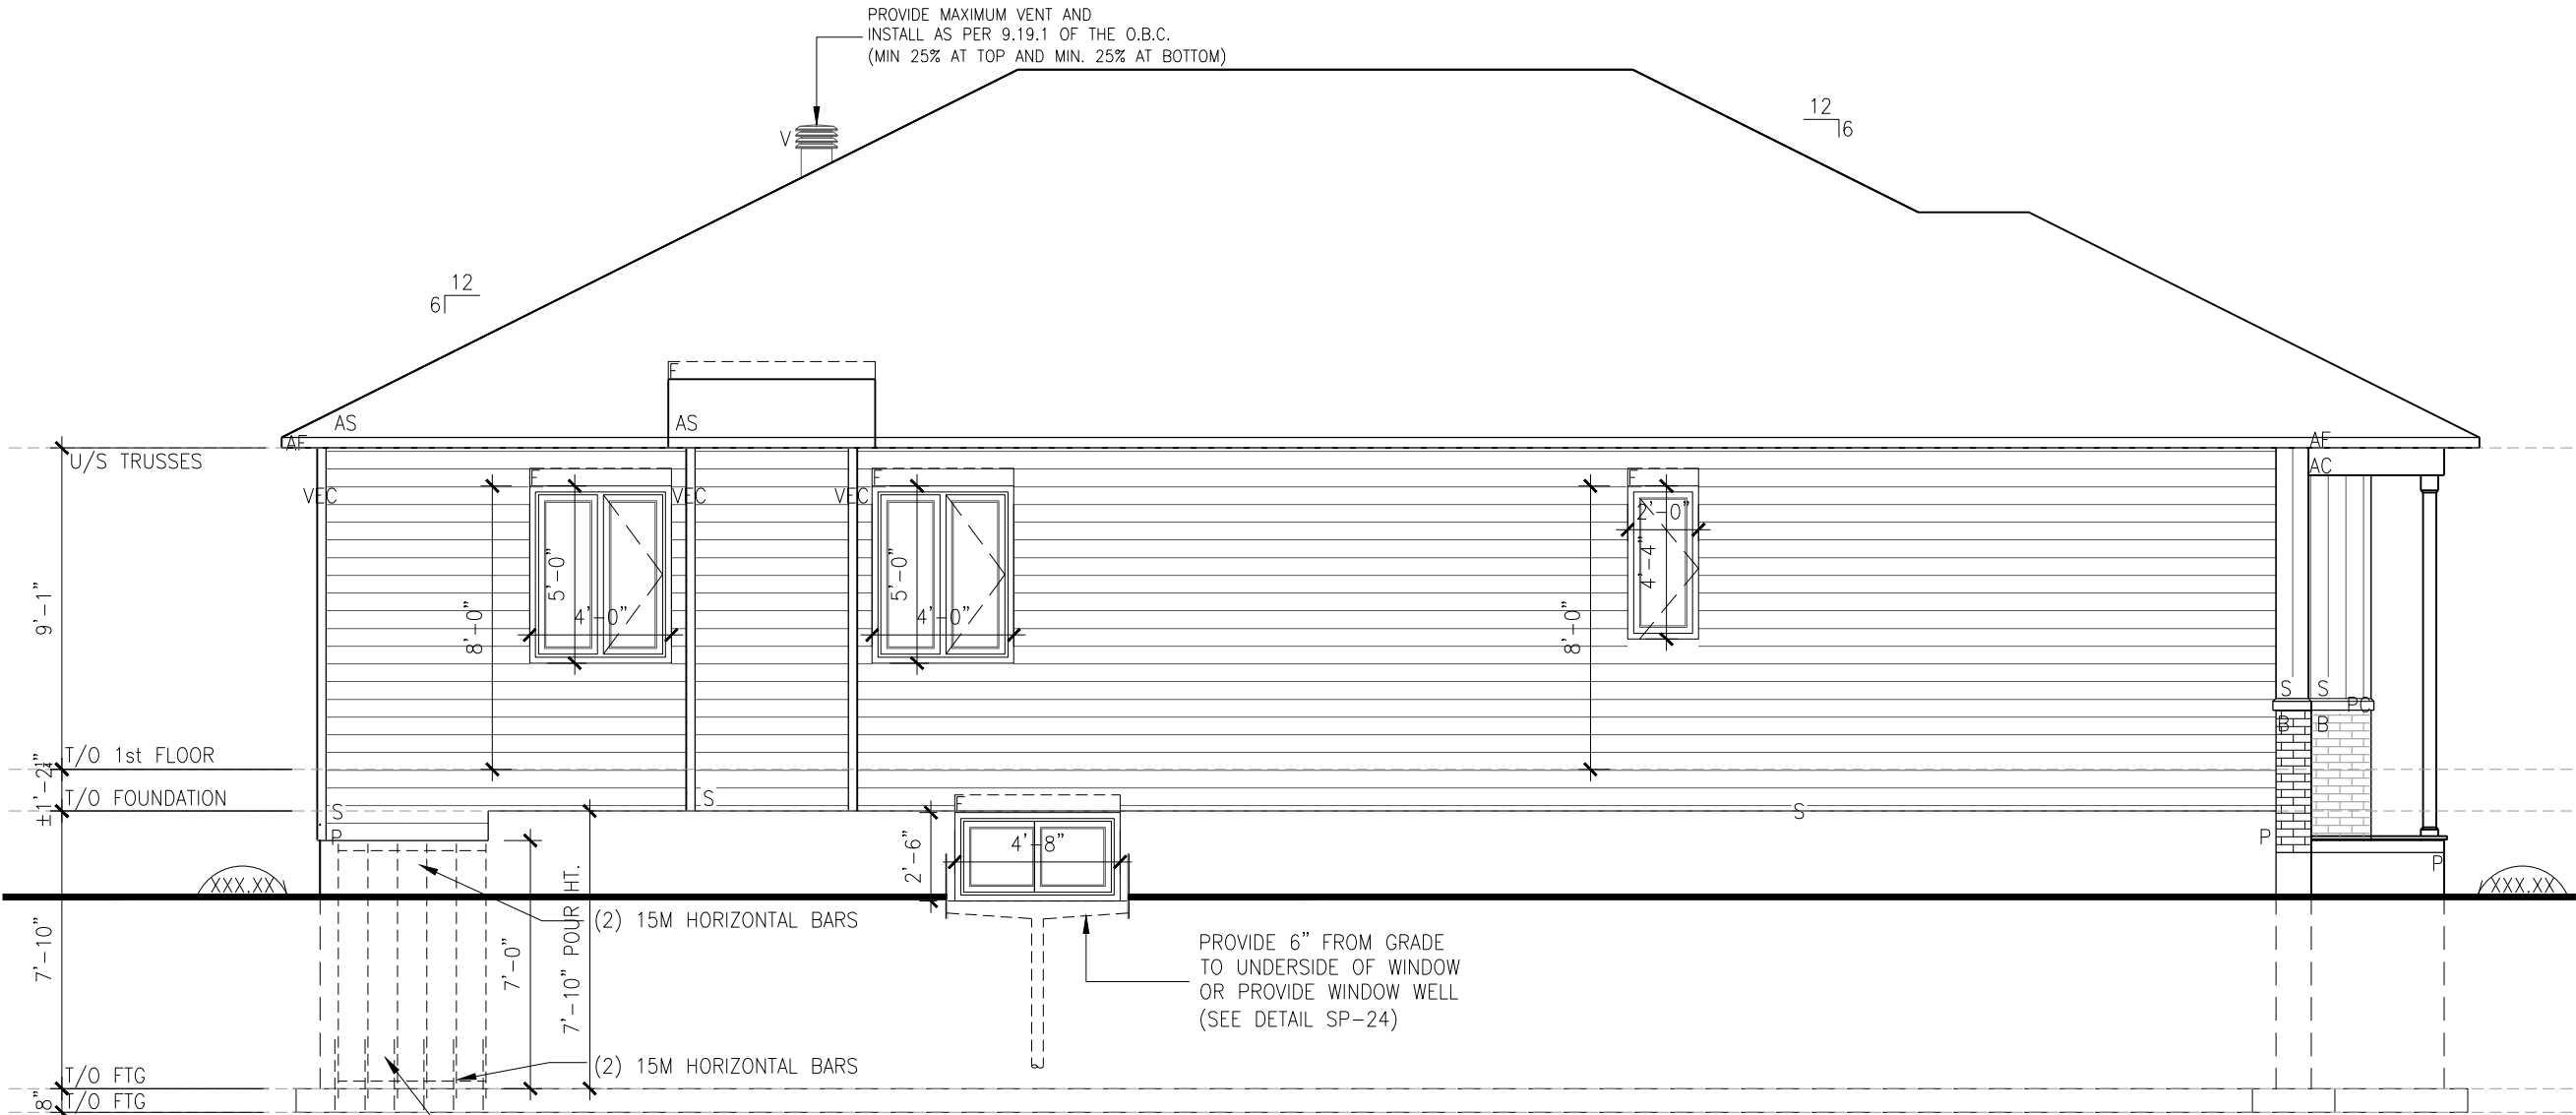 PROVIDE MAXIMUM VENT AND
INSTALL AS PER 9.19.1 OF THE O.B.C.
(MIN 25% AT TOP AND MIN. 25% AT BOTTOM)
V
12
6
12
6
F
AS
AS
AF
AF
U/S TRUSSES
AC
F
F
F
VEC
VEC
VEC
2'-0"
5'-0"
5'-0"
4'-4"
9'-1"
8'-0"
4'-0"
4'-0"
8'-0"
S
S
PC
B
B
T/O 1st FLOOR
T/O FOUNDATION
S
S
F
S
P
P
4'-8"
2'-6"
P
XXX.XX
XXX.XX
(2) 15M HORIZONTAL BARS
7'-10"
7'-0"
7'-10" POUR HT.
PROVIDE 6" FROM GRADE
TO UNDERSIDE OF WINDOW
OR PROVIDE WINDOW WELL
(SEE DETAIL SP-24)
(2) 15M HORIZONTAL BARS
T/O FTG
T/O FTG
8"